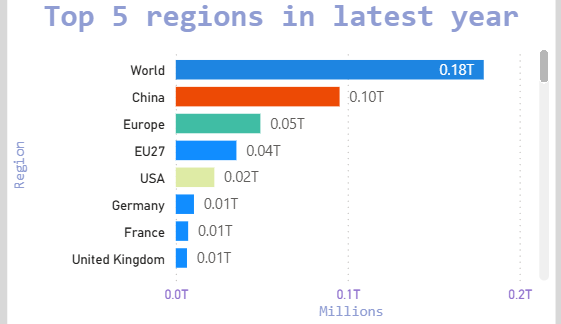 Top 5 regions in latest year
Region
World 0.18T
China 0.10T
Europe 0.05T
EU27 0.04T
USA 0.02T
Germany 0.01T
France 0.01T
United Kingdom 0.01T
0.0T 0.1T 0.2T
Millions